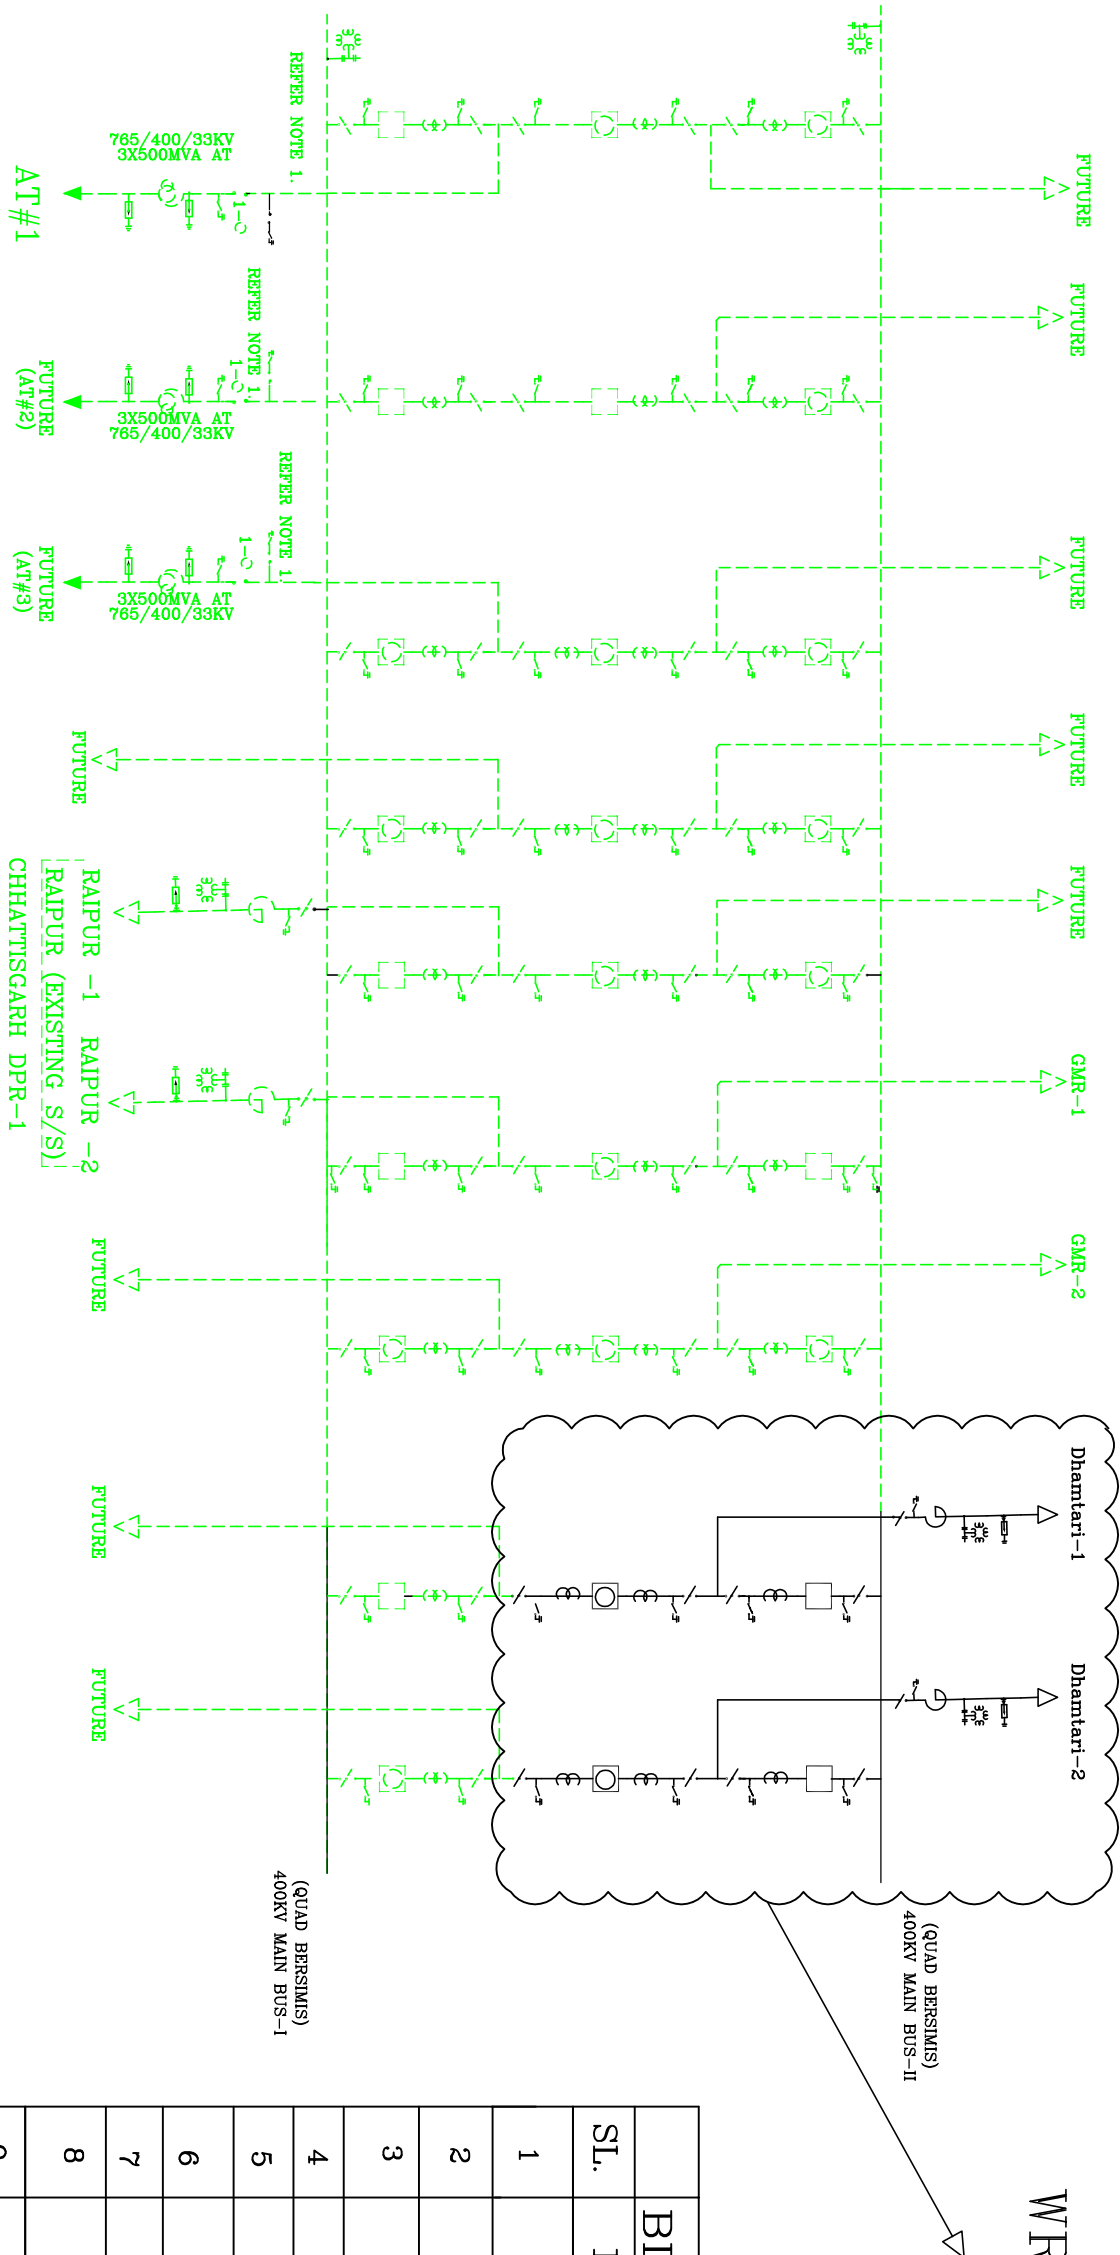 FUTURE
FUTURE
FUTURE
FUTURE
FUTURE
GMR-1
GMR-2
Dhamtari-1
Dhamtari-2
(QUAD BERSIMIS)
400KV MAIN BUS-II
REFER NOTE 1.
REFER NOTE 1.
REFER NOTE 1.
(QUAD BERSIMIS)
400KV MAIN BUS-I
765/400/33KV
3X500MVA AT
1-
AT#1
3X500MVA AT
765/400/33KV
1-
FUTURE
(AT#2)
3X500MVA AT
765/400/33KV
1-
FUTURE
(AT#3)
FUTURE
RAIPUR -1 RAIPUR -2
RAIPUR (EXISTING S/S)
CHHATTISGARH DPR-1
FUTURE
FUTURE
FUTURE
WR
SL.
1
2
3
4
5
6
7
8